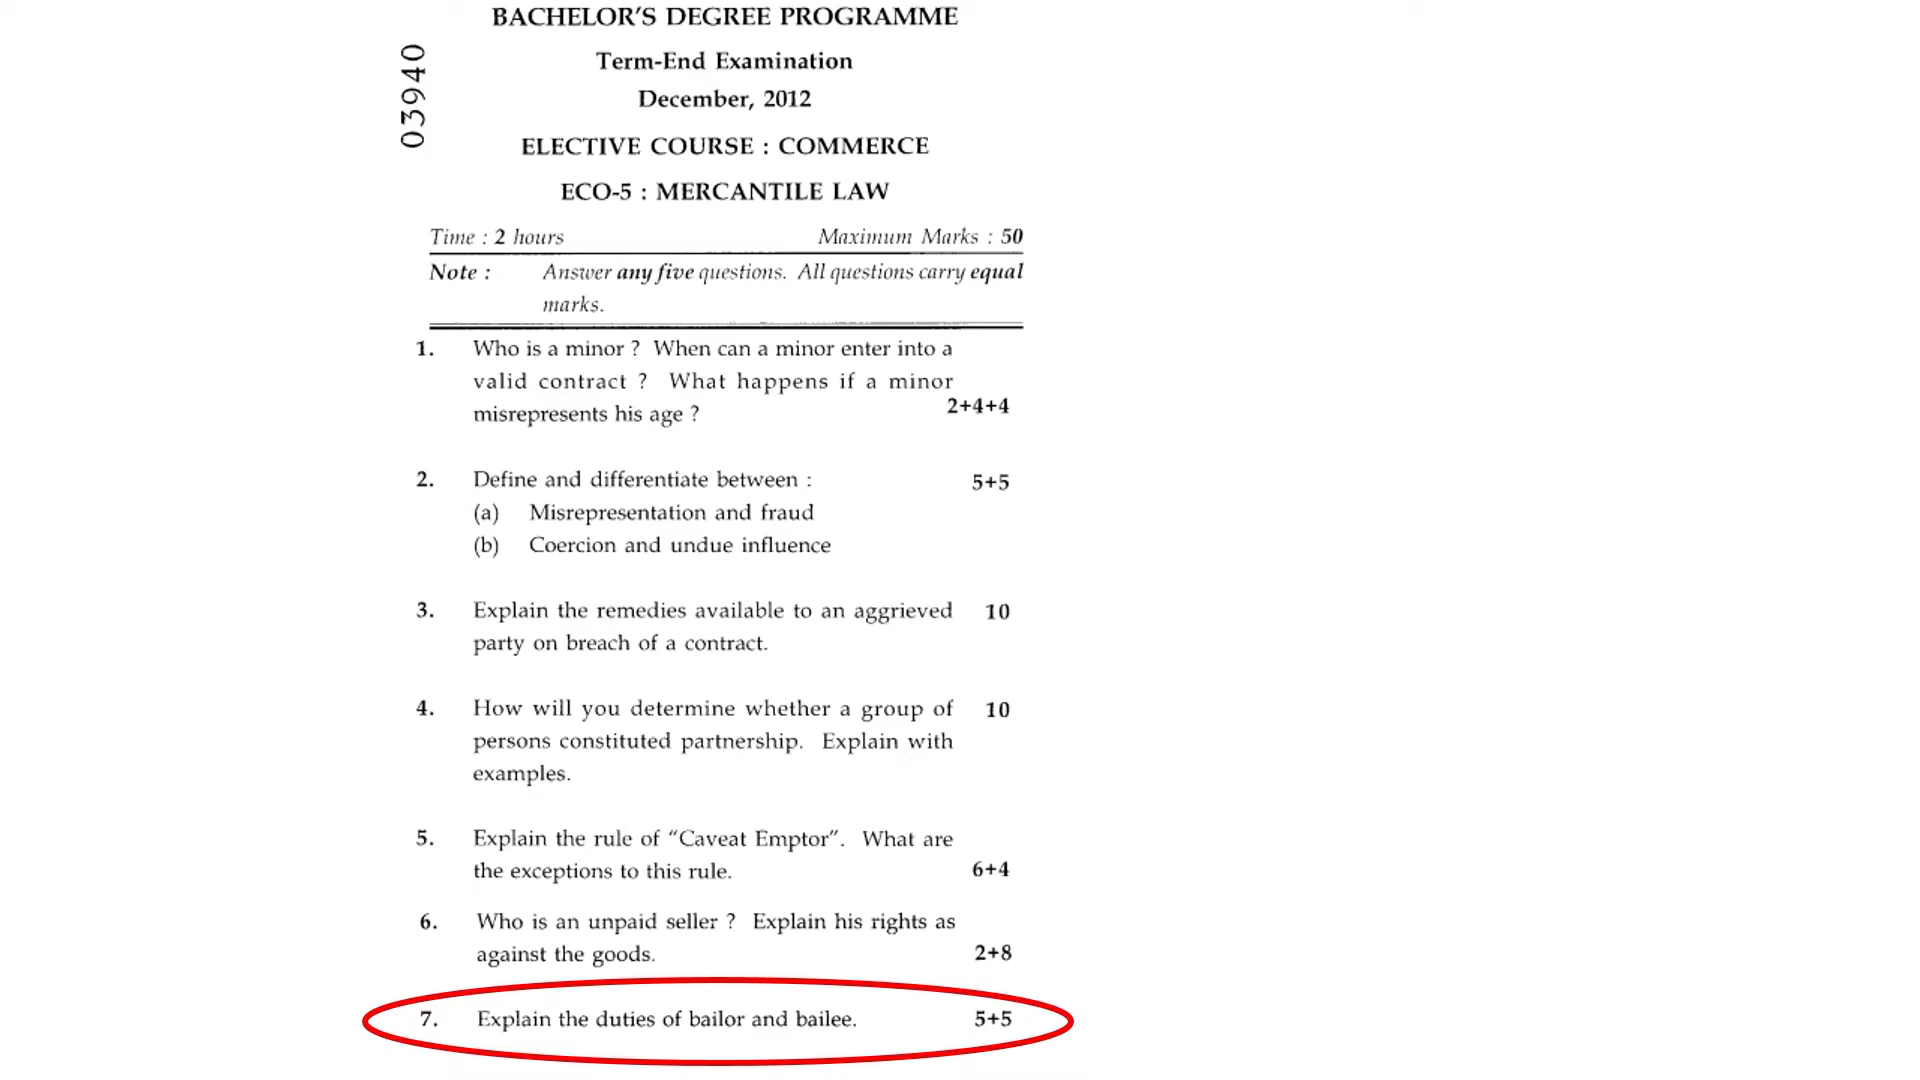 BACHELOR'S DEGREE PROGRAMME
03940
Term-End Examination
December, 2012
ELECTIVE COURSE : COMMERCE
ECO-5 : MERCANTILE LAW
Time : 2 hours Maximum Marks : 50
Note : Answer any five questions. All questions carry equal
marks.
1. Who is a minor ? When can a minor enter into a
valid contract ? What happens if a minor
misrepresents his age ? 2+4+4
2. Define and differentiate between : 5+5
(a) Misrepresentation and fraud
(b) Coercion and undue influence
3. Explain the remedies available to an aggrieved 10
party on breach of a contract.
4. How will you determine whether a group of 10
persons constituted partnership. Explain with
examples.
5. Explain the rule of "Caveat Emptor". What are
the exceptions to this rule. 6+4
6. Who is an unpaid seller ? Explain his rights as
against the goods. 2+8
7. Explain the duties of bailor and bailee. 5+5